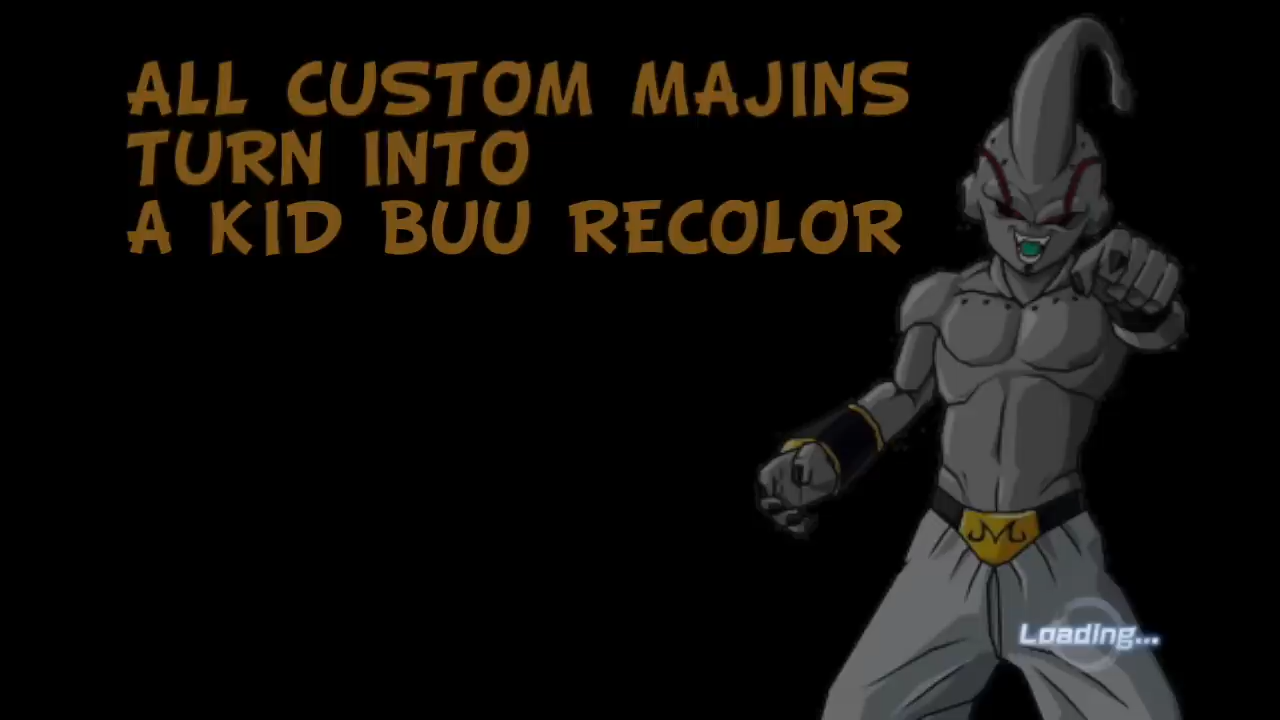 ALL CUSTOM MAJINS
TURN INTO
A KID BUU RECOLOR
M
Loading...